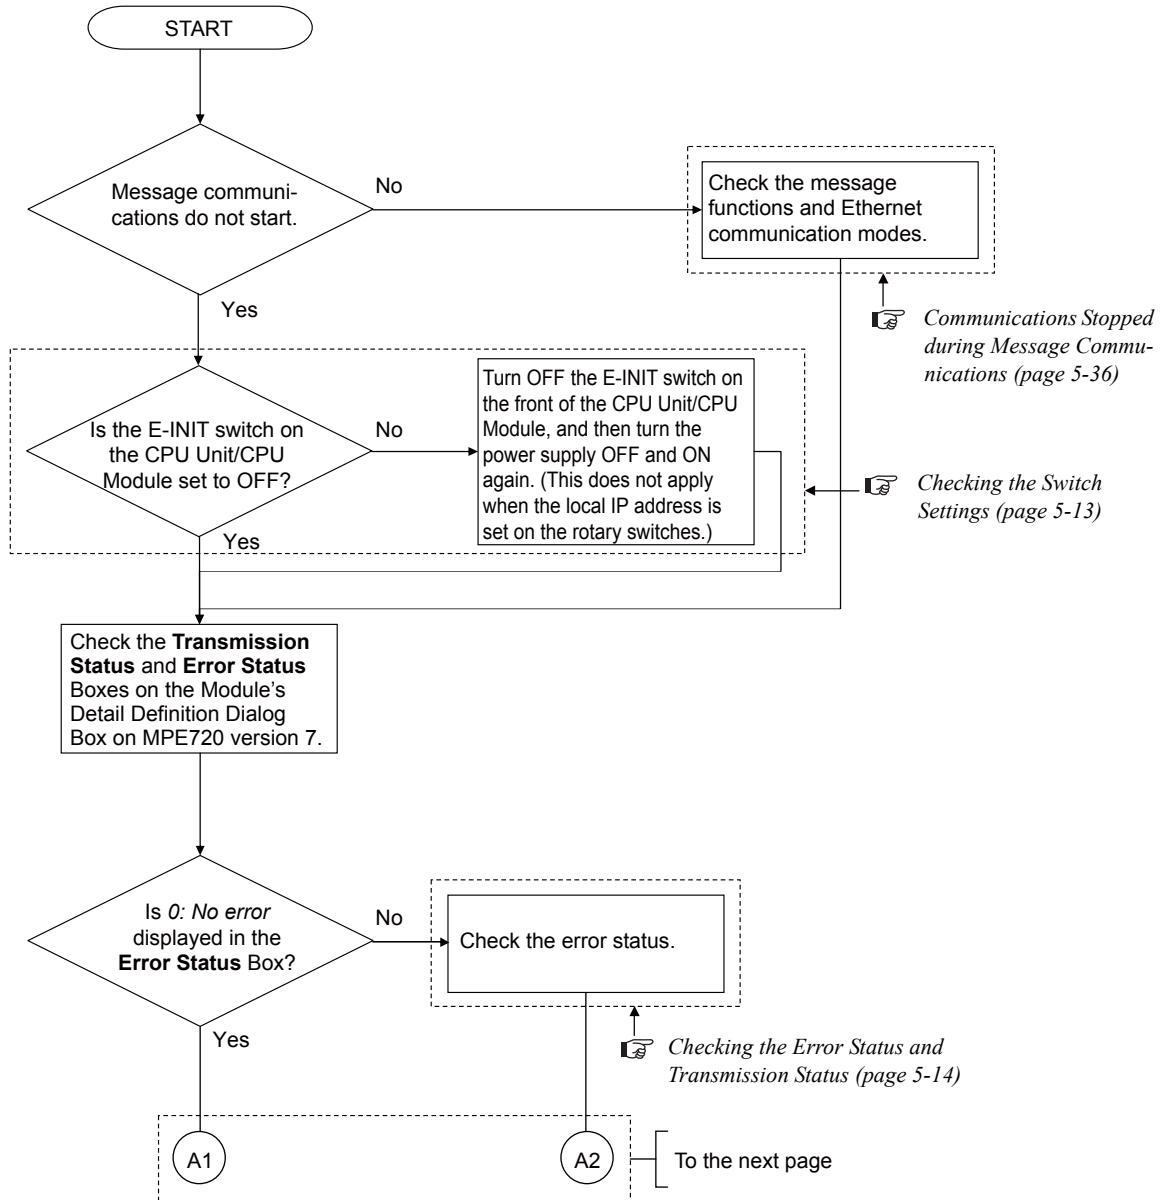 START
Message communi-
cations do not start.
No
Check the message
functions and Ethernet
communication modes.
Yes
Communications Stopped
during Message Commu-
nications (page 5-36)
Is the E-INIT switch on
the CPU Unit/CPU
Module set to OFF?
No
Turn OFF the E-INIT switch on
the front of the CPU Unit/CPU
Module, and then turn the
power supply OFF and ON
again. (This does not apply
when the local IP address is
set on the rotary switches.)
Checking the Switch
Settings (page 5-13)
Yes
Check the Transmission
Status and Error Status
Boxes on the Module’s
Detail Definition Dialog
Box on MPE720 version 7.
Is 0: No error
displayed in the
Error Status Box?
No
Check the error status.
Yes
Checking the Error Status and
Transmission Status (page 5-14)
A1
A2
To the next page